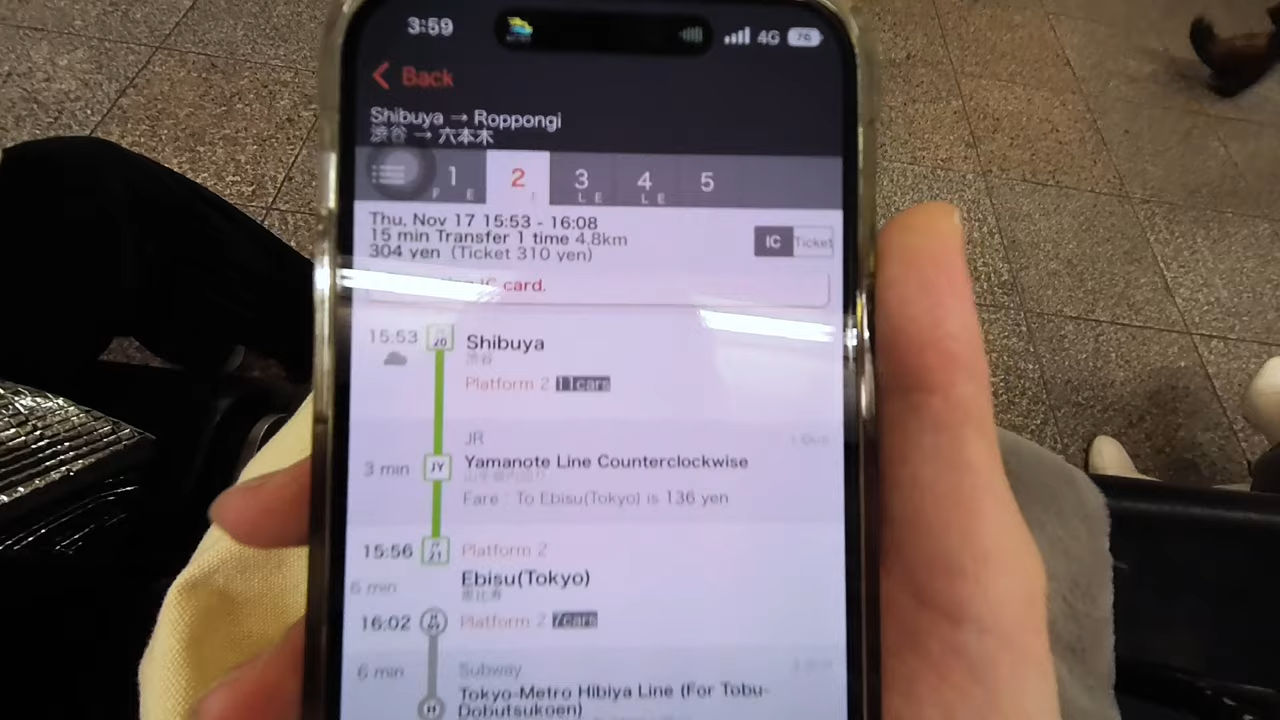 3:59
4G
76
Back
Shibuya → Roppongi
渋谷 → 六本木
1 2 3 4 5
E L E L E
Thu, Nov 17 15:53 - 16:08
15 min Transfer 1 time 4.8km
304 yen (Ticket 310 yen)
IC Ticket
card.
15:53 20 Shibuya
渋谷
Platform 2 11cars
JR
3 min JY Yamanote Line Counterclockwise
Fare : To Ebisu(Tokyo) is 136 yen
15:56 21 Platform 2
6 min Ebisu(Tokyo)
恵比寿
16:02 Platform 2 7cars
6 min Subway
H Tokyo-Metro Hibiya Line (For Tobu-
Dobutsukoen)